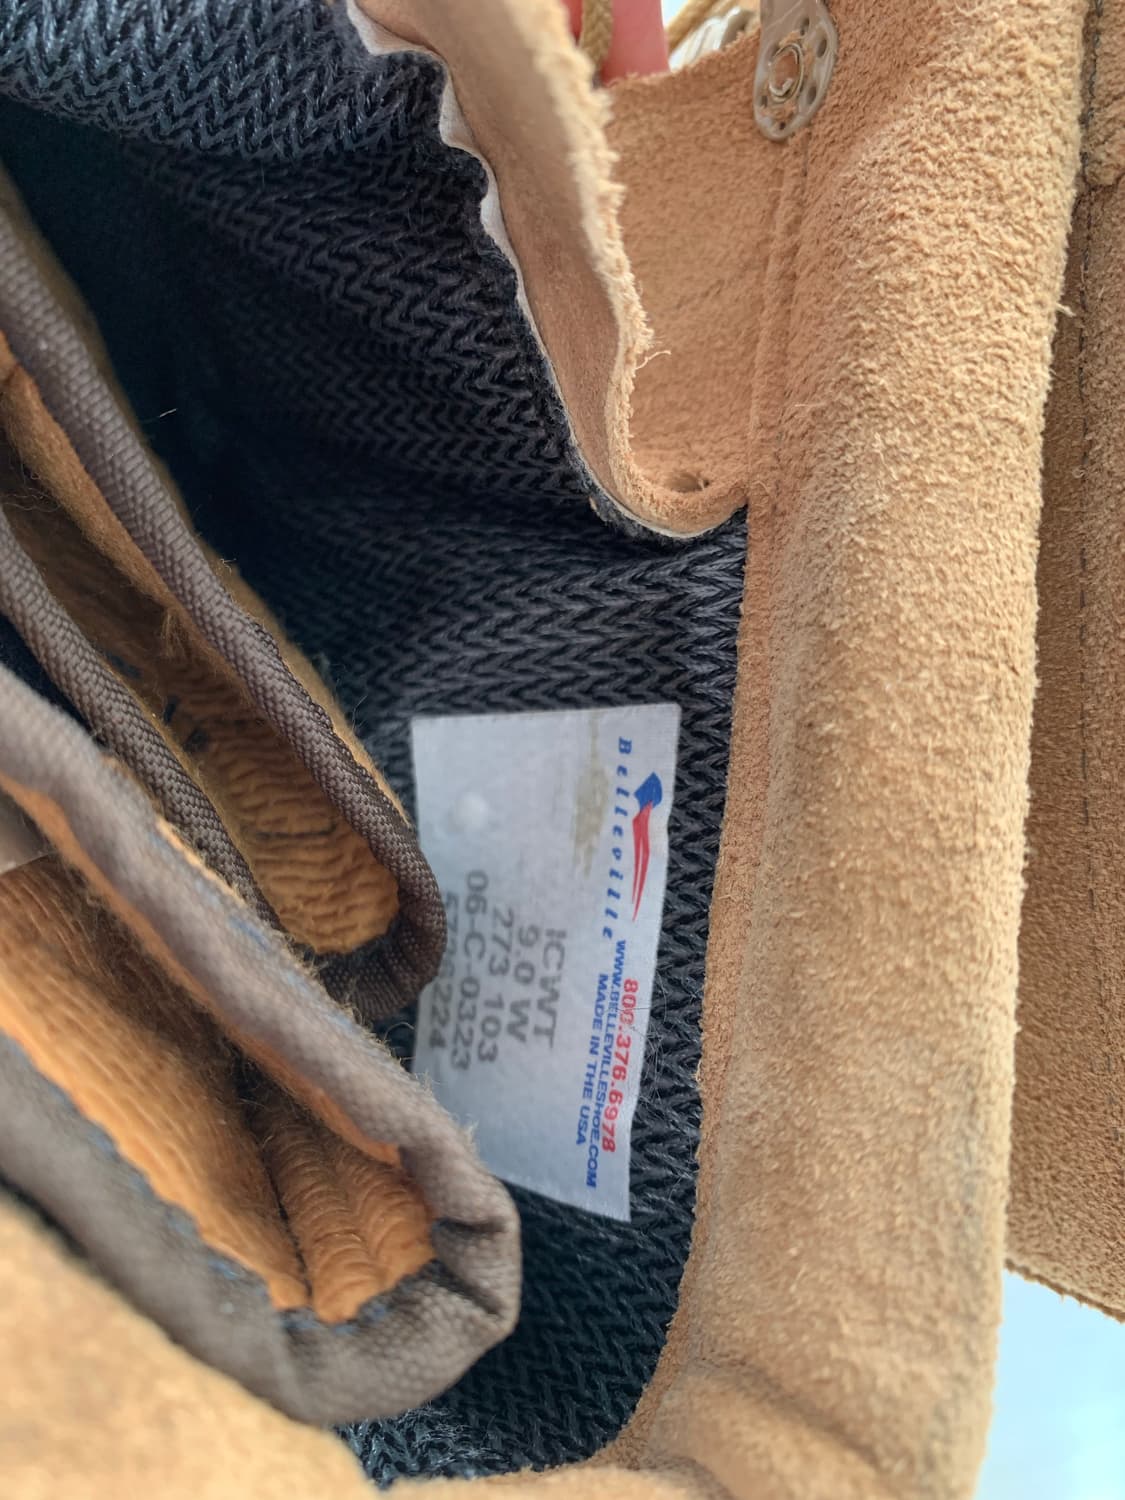 Belleville
800.376.6978
WWW.BELLEVILLESHOE.COM
MADE IN THE USA
ICWT
9.0 W
273 103
06-C-0323